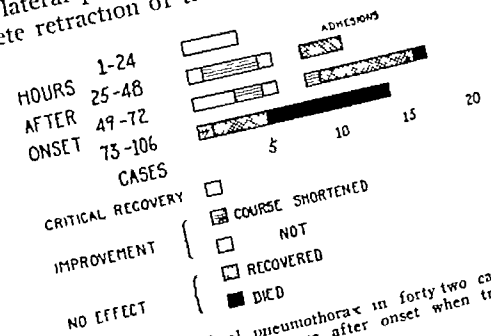 lateral
ete retraction of
ADHESIONS
HOURS 1-24
AFTER 25-48
ONSET 49-72
73-106
CASES 5 10 15 20
CRITICAL RECOVERY
IMPROVEMENT COURSE SHORTENED
NOT
NO EFFECT RECOVERED
DIED
pneumothorax in forty two
after onset when